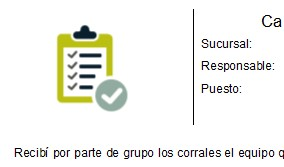 Ca
Sucursal:
Responsable:
Puesto:
Recibí por parte de grupo los corrales el equipo q